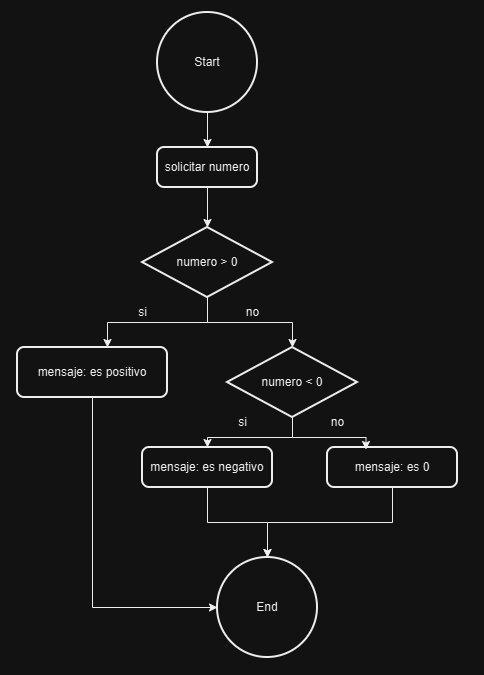 Start
solicitar numero
numero > 0
si
no
mensaje: es positivo
numero < 0
si
no
mensaje: es negativo
mensaje: es 0
End